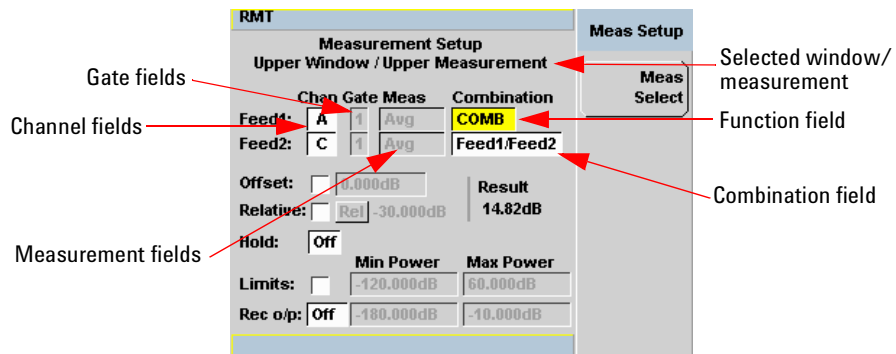 RMT
Meas Setup
Measurement Setup
Upper Window / Upper Measurement
Selected window/
measurement
Meas
Select
Gate fields
Chan Gate Meas Combination
Feed1: A 1 Avg COMB
Function field
Channel fields
Feed2: C 1 Avg Feed1/Feed2
Offset: 0.000dB Result
Combination field
Relative: Rel -30.000dB 14.82dB
Hold: Off
Measurement fields
Min Power Max Power
Limits: -120.000dB 60.000dB
Rec o/p: Off -180.000dB -10.000dB